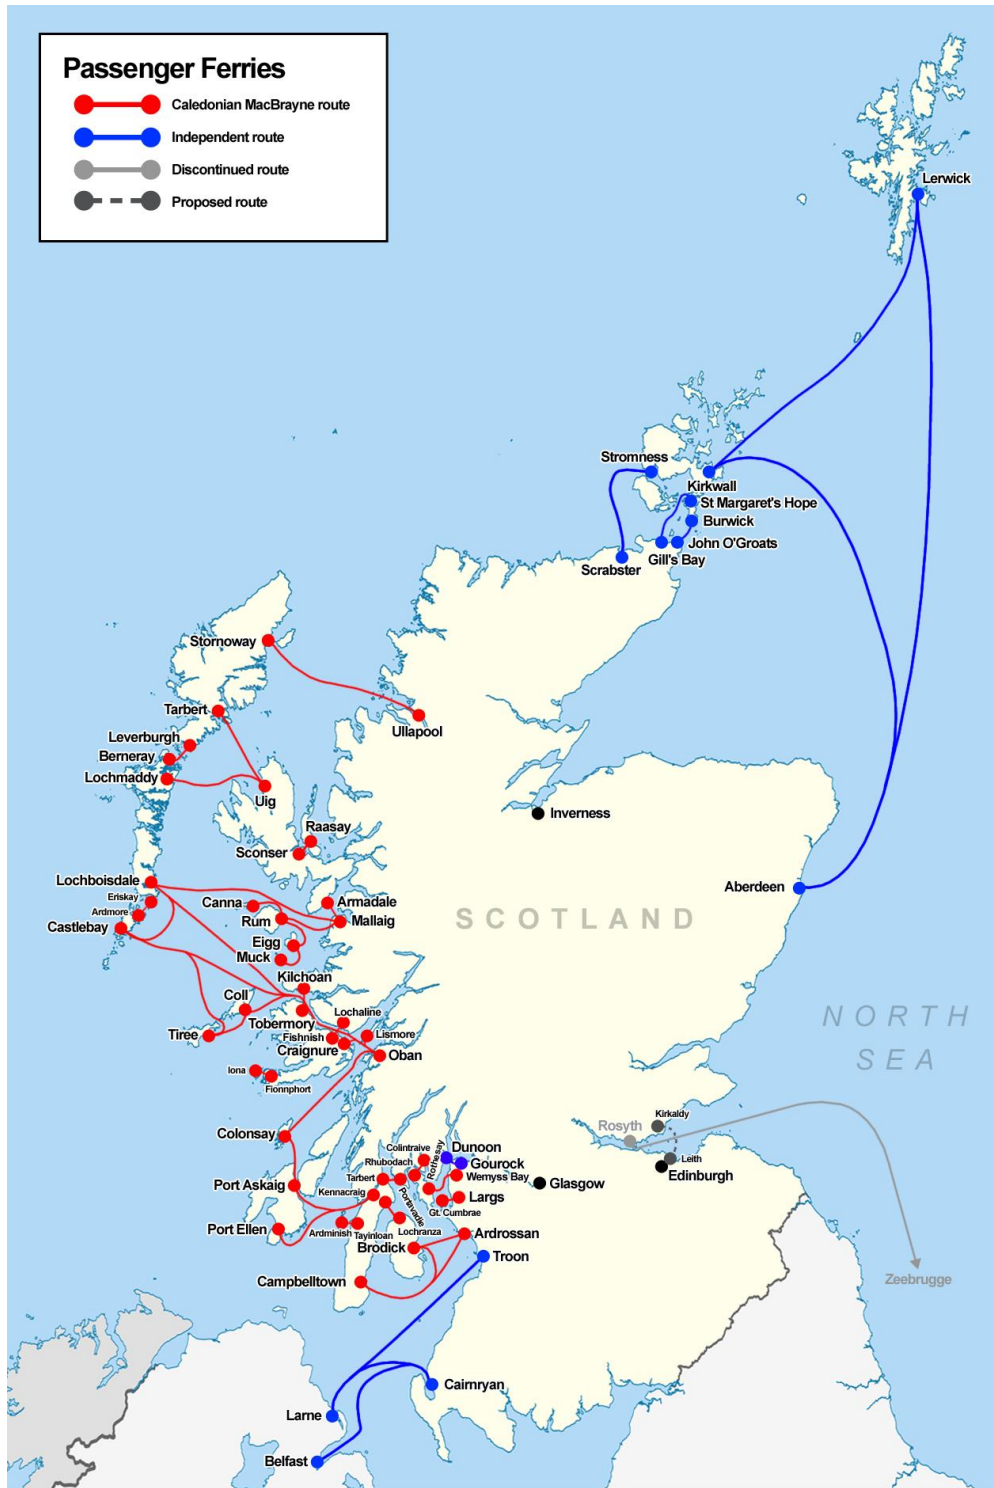 Passenger Ferries
Caledonian MacBrayne route
Independent route
Discontinued route
Proposed route
Lerwick
Stromness
Kirkwall
St Margaret's Hope
Burwick
John O'Groats
Gill's Bay
Scrabster
Stornoway
Tarbert
Ullapool
Leverburgh
Berneray
Lochmaddy
Uig
Raasay
Sconser
Inverness
Lochboisdale
Eriskay
Ardmore
Castlebay
Canna
Armadale
Rum
Mallaig
Eigg
Muck
Aberdeen
SCOTLAND
Kilchoan
Coll
Lochaline
Tobermory
Tiree
Fishnish
Lismore
Craignure
Oban
Iona
Fionnphort
NORTH
SEA
Kirkaldy
Rosyth
Leith
Edinburgh
Colonsay
Colintraive
Rothesay
Dunoon
Rhubodach
Gourock
Tarbert
Wemyss Bay
Glasgow
Port Askaig
Kennacraig
Portavadie
Largs
Gt. Cumbrae
Port Ellen
Ardminish
Tayinloan
Lochranza
Ardrossan
Brodick
Troon
Campbelltown
Zeebrugge
Cairnryan
Larne
Belfast